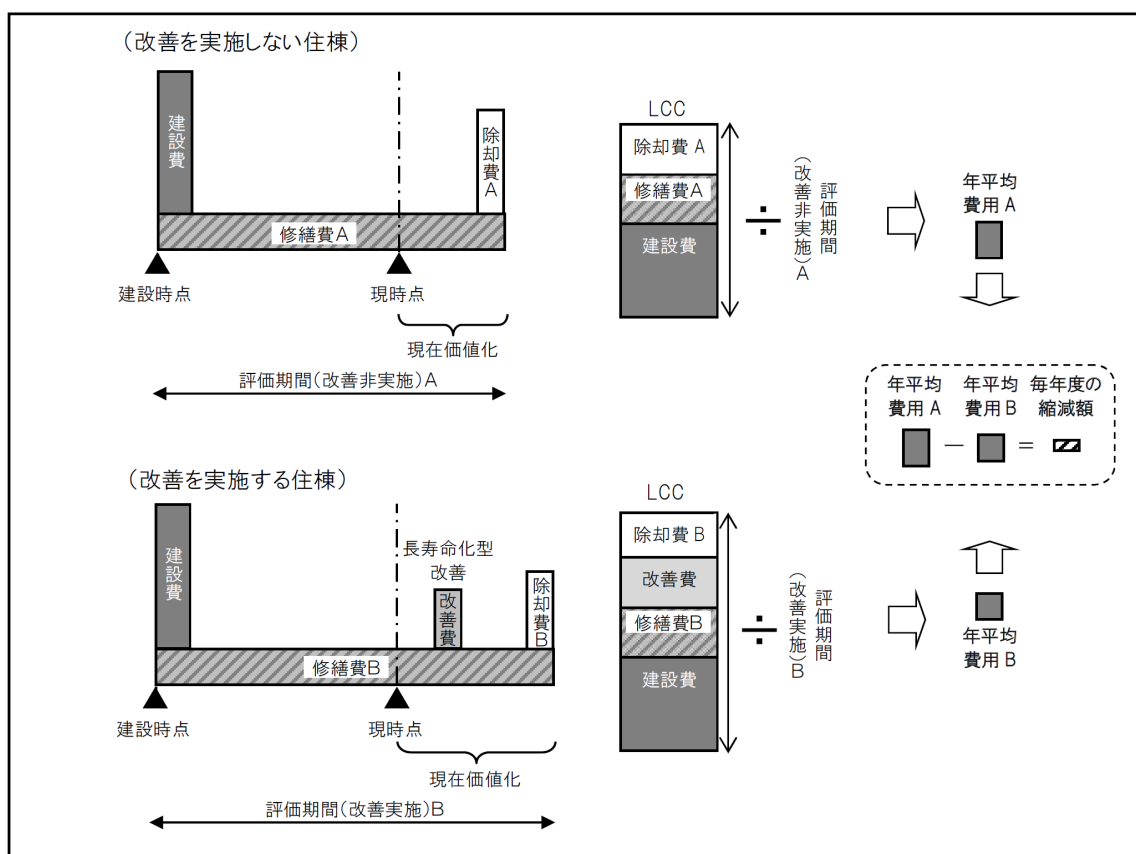 （改善を実施しない住棟）
建設費
除却費A
修繕費A
建設時点
現時点
現在価値化
評価期間（改善非実施）A
LCC
除却費A
修繕費A
建設費
÷
評価期間
（改善非実施）A
年平均
費用A
年平均
費用A
年平均
費用B
毎年度の
縮減額
－
＝
（改善を実施する住棟）
建設費
長寿命化型
改善
改善費
除却費B
修繕費B
建設時点
現時点
現在価値化
評価期間（改善実施）B
LCC
除却費B
改善費
修繕費B
建設費
÷
評価期間
（改善実施）B
年平均
費用B